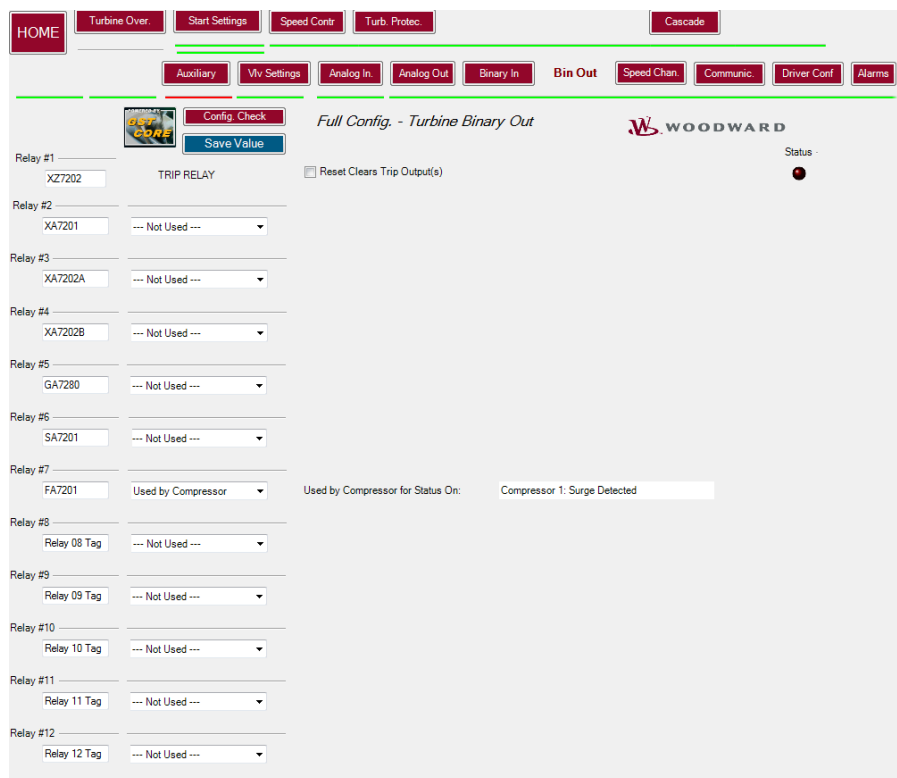 HOME
Turbine Over.
Start Settings
Speed Contr
Turb. Protec.
Cascade
Auxiliary
Vlv Settings
Analog In.
Analog Out
Binary In
Bin Out
Speed Chan.
Communic.
Driver Conf
Alarms
GST
CORE
Config. Check
Save Value
Full Config. - Turbine Binary Out
WOODWARD
Status
Relay #1
XZ7202
TRIP RELAY
Reset Clears Trip Output(s)
Relay #2
XA7201
--- Not Used ---
Relay #3
XA7202A
--- Not Used ---
Relay #4
XA7202B
--- Not Used ---
Relay #5
GA7280
--- Not Used ---
Relay #6
SA7201
--- Not Used ---
Relay #7
FA7201
Used by Compressor
Used by Compressor for Status On:
Compressor 1: Surge Detected
Relay #8
Relay 08 Tag
--- Not Used ---
Relay #9
Relay 09 Tag
--- Not Used ---
Relay #10
Relay 10 Tag
--- Not Used ---
Relay #11
Relay 11 Tag
--- Not Used ---
Relay #12
Relay 12 Tag
--- Not Used ---